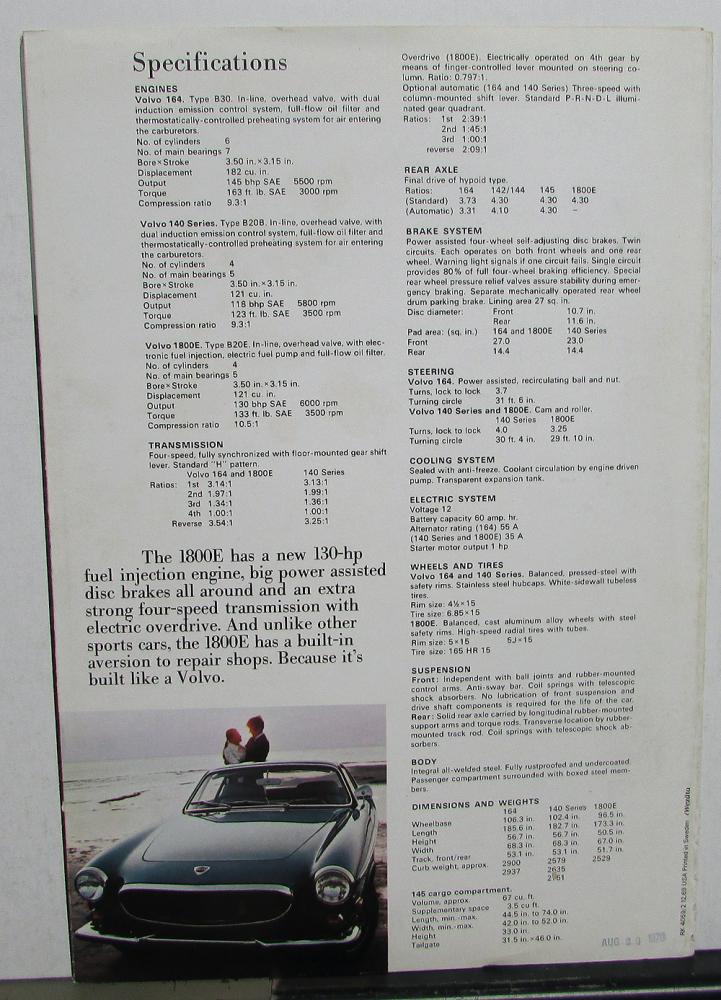 Specifications
ENGINES
Volvo 164. Type B30. In-line, overhead valve, with dual
induction emission control system, full-flow oil filter and
thermostatically-controlled preheating system for air entering
the carburetors.
No. of cylinders 6
No. of main bearings 7
Bore×Stroke 3.50 in.×3.15 in.
Displacement 182 cu. in.
Output 145 bhp SAE 5500 rpm
Torque 163 ft. lb. SAE 3000 rpm
Compression ratio 9.3:1
Volvo 140 Series. Type B20B. In-line, overhead valve, with
dual induction emission control system, full-flow oil filter and
thermostatically-controlled preheating system for air entering
the carburetors.
No. of cylinders 4
No. of main bearings 5
Bore×Stroke 3.50 in.×3.15 in.
Displacement 121 cu. in.
Output 118 bhp SAE 5800 rpm
Torque 123 ft. lb. SAE 3500 rpm
Compression ratio 9.3:1
Volvo 1800E. Type B20E. In-line, overhead valve, with elec-
tronic fuel injection, electric fuel pump and full-flow oil filter.
No. of cylinders 4
No. of main bearings 5
Bore×Stroke 3.50 in.×3.15 in.
Displacement 121 cu. in.
Output 130 bhp SAE 6000 rpm
Torque 133 ft. lb. SAE 3500 rpm
Compression ratio 10.5:1
TRANSMISSION
Four-speed, fully synchronized with floor-mounted gear shift
lever. Standard "H" pattern.
Volvo 164 and 1800E 140 Series
Ratios: 1st 3.14:1 3.13:1
2nd 1.97:1 1.99:1
3rd 1.34:1 1.36:1
4th 1.00:1 1.00:1
Reverse 3.54:1 3.25:1
The 1800E has a new 130-hp
fuel injection engine, big power assisted
disc brakes all around and an extra
strong four-speed transmission with
electric overdrive. And unlike other
sports cars, the 1800E has a built-in
aversion to repair shops. Because it's
built like a Volvo.
Overdrive (1800E). Electrically operated on 4th gear by
means of finger-controlled lever mounted on steering co-
lumn. Ratio: 0.797:1.
Optional automatic (164 and 140 Series) Three-speed with
column-mounted shift lever. Standard P-R-N-D-L illumi-
nated gear quadrant.
Ratios: 1st 2:39:1
2nd 1:45:1
3rd 1:00:1
reverse 2:09:1
REAR AXLE
Final drive of hypoid type.
Ratios: 164 142/144 145 1800E
(Standard) 3.73 4.30 4.30 4.30
(Automatic) 3.31 4.10 4.30 –
BRAKE SYSTEM
Power assisted four-wheel self-adjusting disc brakes. Twin
circuits. Each operates on both front wheels and one rear
wheel. Warning light signals if one circuit fails. Single circuit
provides 80% of full four-wheel braking efficiency. Special
rear wheel pressure relief valves assure stability during emer-
gency braking. Separate mechanically operated rear wheel
drum parking brake. Lining area 27 sq. in.
Disc diameter: Front 10.7 in.
Rear 11.6 in.
Pad area: (sq. in.) 164 and 1800E 140 Series
Front 27.0 23.0
Rear 14.4 14.4
STEERING
Volvo 164. Power assisted, recirculating ball and nut.
Turns, lock to lock 3.7
Turning circle 31 ft. 6 in.
Volvo 140 Series and 1800E. Cam and roller.
140 Series 1800E
Turns, lock to lock 4.0 3.25
Turning circle 30 ft. 4 in. 29 ft. 10 in.
COOLING SYSTEM
Sealed with anti-freeze. Coolant circulation by engine driven
pump. Transparent expansion tank.
ELECTRIC SYSTEM
Voltage 12
Battery capacity 60 amp. hr.
Alternator rating (164) 55 A
(140 Series and 1800E) 35 A
Starter motor output 1 hp
WHEELS AND TIRES
Volvo 164 and 140 Series. Balanced, pressed-steel with
safety rims. Stainless steel hubcaps. White-sidewall tubeless
tires.
Rim size: 4½×15
Tire size: 6.85×15
1800E. Balanced, cast aluminum alloy wheels with steel
safety rims. High-speed radial tires with tubes.
Rim size: 5×15 5J×15
Tire size: 165 HR 15
SUSPENSION
Front: Independent with ball joints and rubber-mounted
control arms. Anti-sway bar. Coil springs with telescopic
shock absorbers. No lubrication of front suspension and
drive shaft components is required for the life of the car.
Rear: Solid rear axle carried by longitudinal rubber-mounted
support arms and torque rods. Transverse location by rubber-
mounted track rod. Coil springs with telescopic shock ab-
sorbers.
BODY
Integral all-welded steel. Fully rustproofed and undercoated.
Passenger compartment surrounded with boxed steel mem-
bers.
DIMENSIONS AND WEIGHTS
164 140 Series 1800E
Wheelbase 106.3 in. 102.4 in. 96.5 in.
Length 185.6 in. 182.7 in. 173.3 in.
Height 56.7 in. 56.7 in. 50.5 in.
Width 68.3 in. 68.3 in. 67.0 in.
Track, front/rear 53.1 in. 53.1 in. 51.7 in.
Curb weight, approx. 2900 2579 2529
2937 2635
145 cargo compartment.
Volume, approx. 67 cu. ft.
Supplementary space 3.5 cu ft.
Length, min.-max. 44.5 in. to 74.0 in.
Width, min.-max. 42.0 in. to 52.0 in.
Height 33.0 in.
Tailgate 31.5 in.×46.0 in.
AUG 1970
USA Printed in Sweden